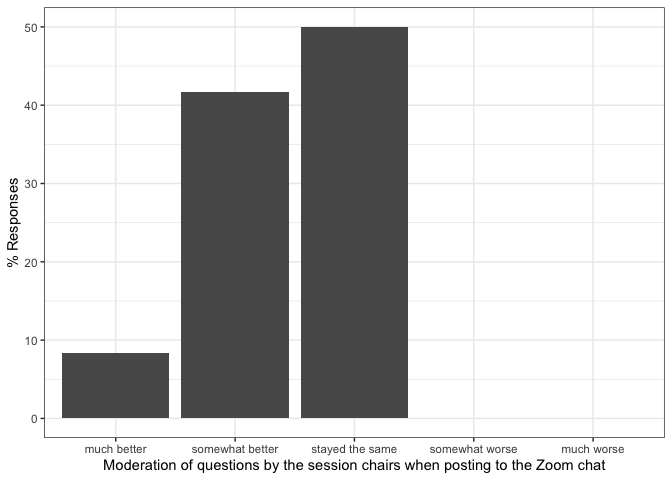 50
40
30
20
10
0
% Responses
much better somewhat better stayed the same somewhat worse much worse
Moderation of questions by the session chairs when posting to the Zoom chat